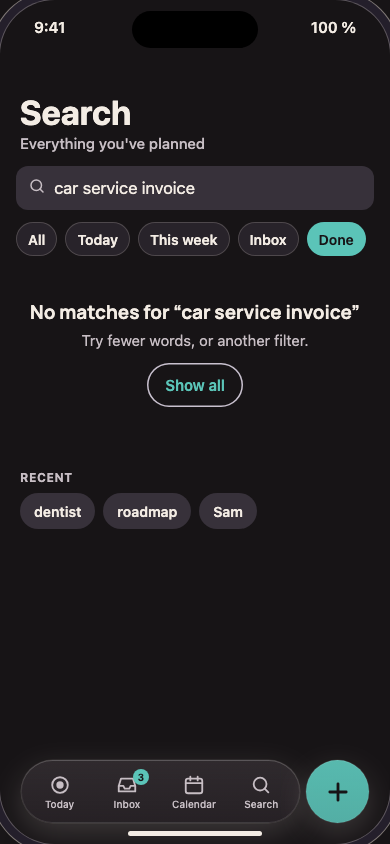 9:41
100 %
Search
Everything you've planned
car service invoice
All
Today
This week
Inbox
Done
No matches for “car service invoice”
Try fewer words, or another filter.
Show all
RECENT
dentist
roadmap
Sam
3
Today
Inbox
Calendar
Search